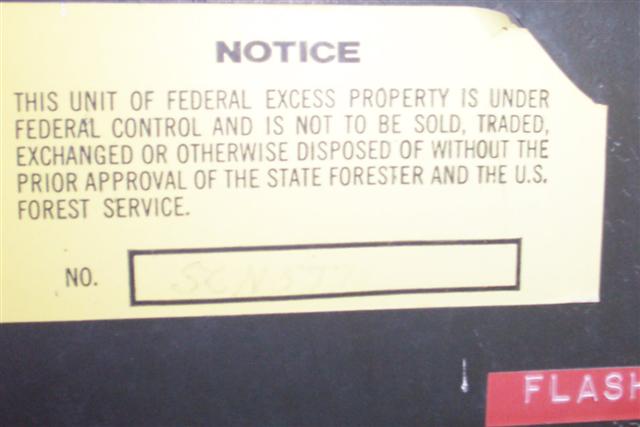 NOTICE
THIS UNIT OF FEDERAL EXCESS PROPERTY IS UNDER
FEDERAL CONTROL AND IS NOT TO BE SOLD, TRADED,
EXCHANGED OR OTHERWISE DISPOSED OF WITHOUT THE
PRIOR APPROVAL OF THE STATE FORESTER AND THE U.S.
FOREST SERVICE.
NO.
FLASH